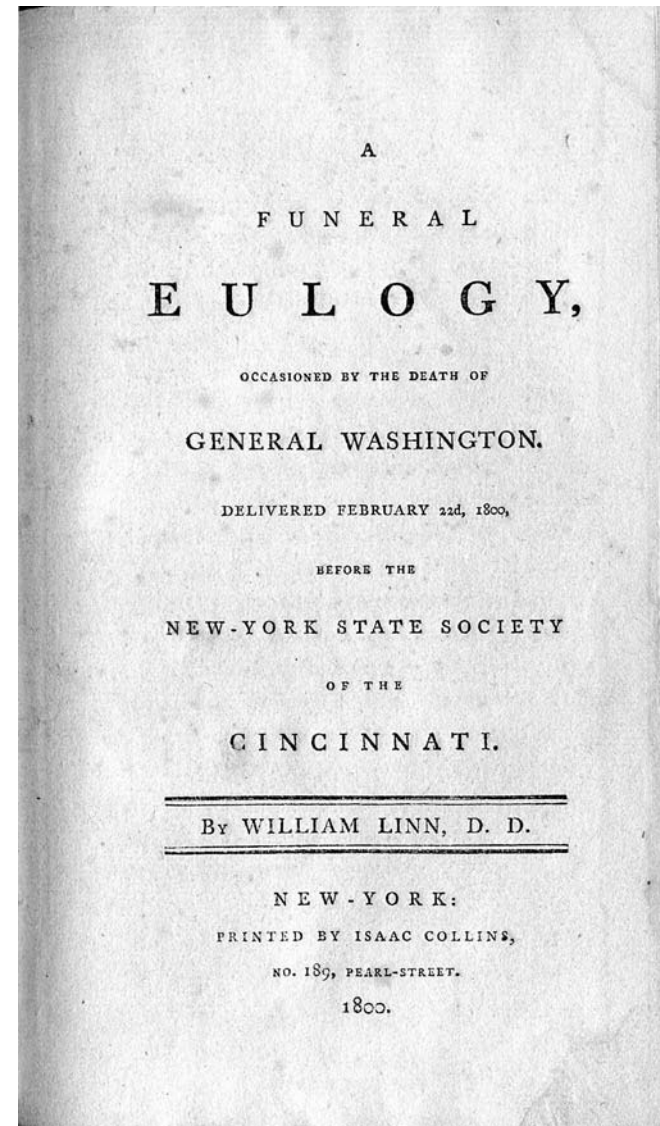 A
FUNERAL
EULOGY,
OCCASIONED BY THE DEATH OF
GENERAL WASHINGTON.
DELIVERED FEBRUARY 22d, 1800,
BEFORE THE
NEW-YORK STATE SOCIETY
OF THE
CINCINNATI.
By WILLIAM LINN, D. D.
NEW-YORK:
PRINTED BY ISAAC COLLINS,
NO. 189, PEARL-STREET.
1800.